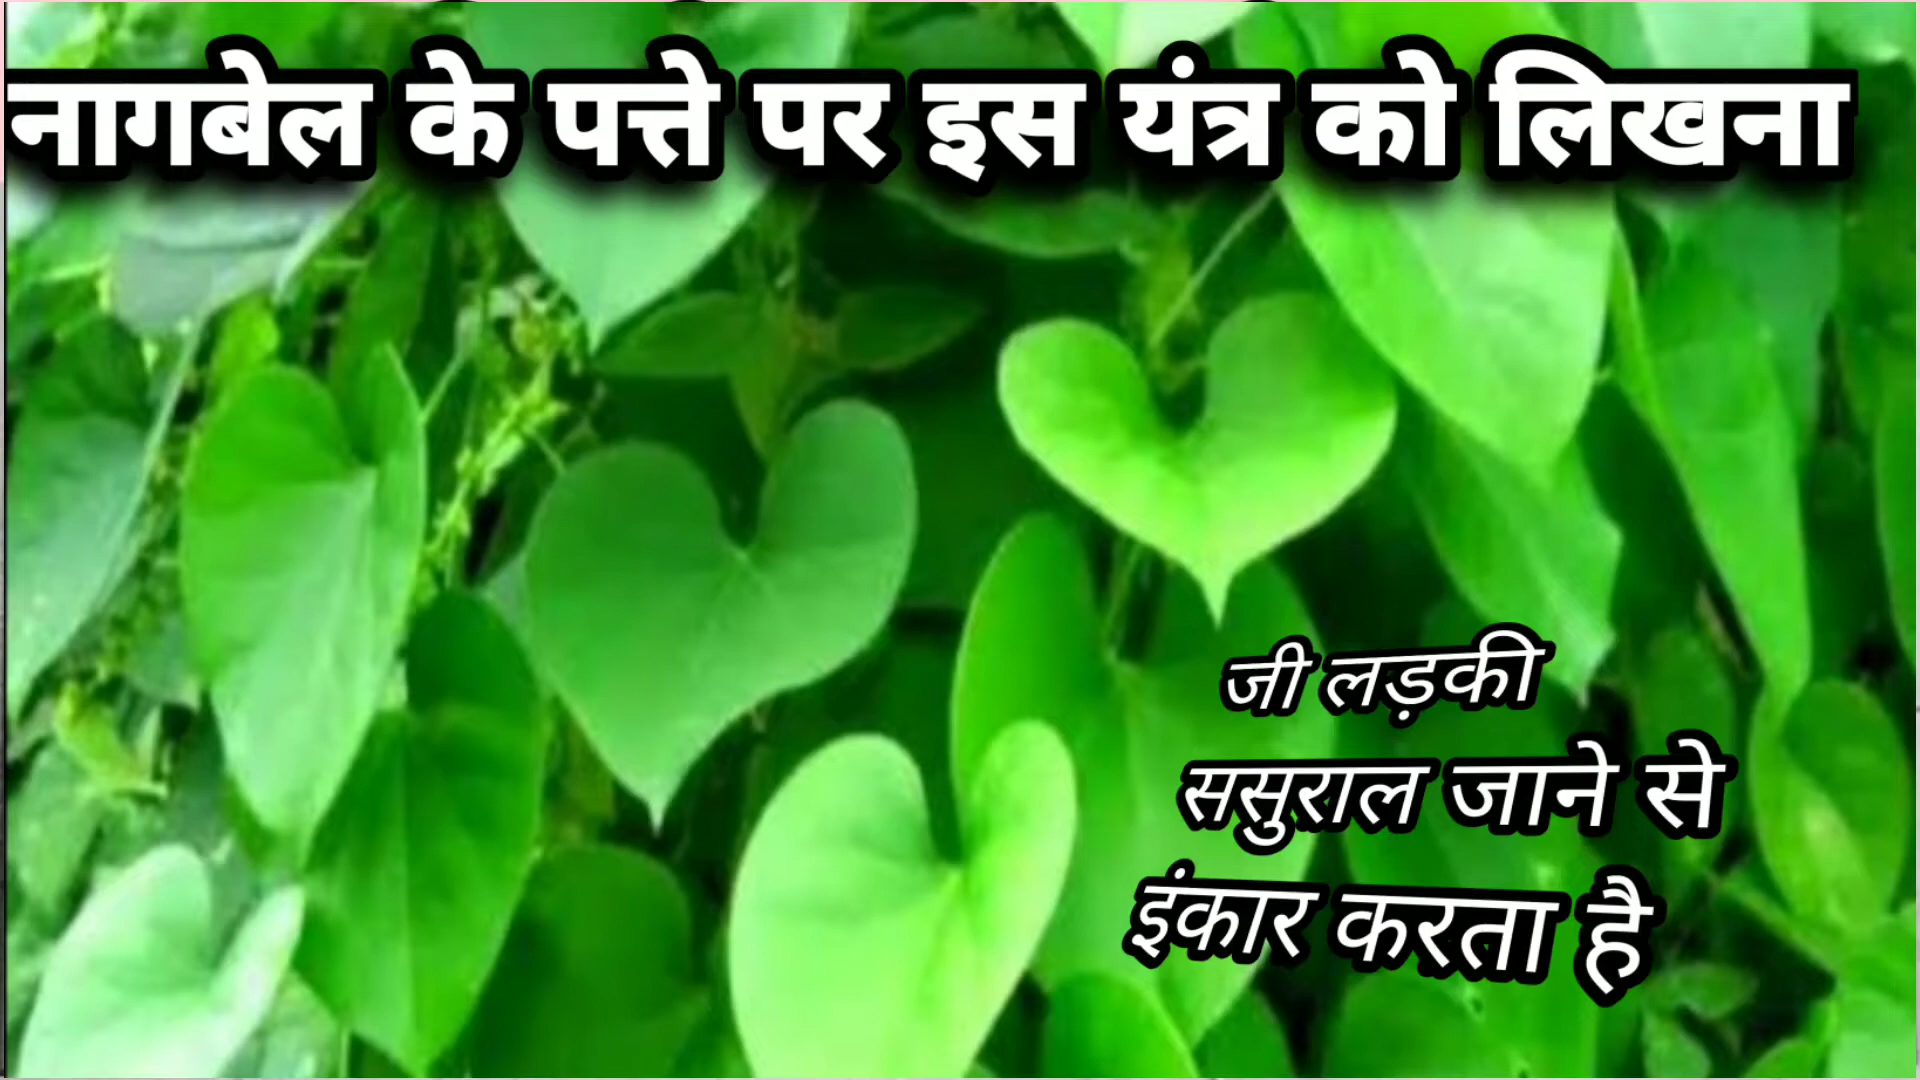 नागबेल के पत्ते पर इस यंत्र को लिखना
जी लड़की
ससुराल जाने से
इंकार करता है